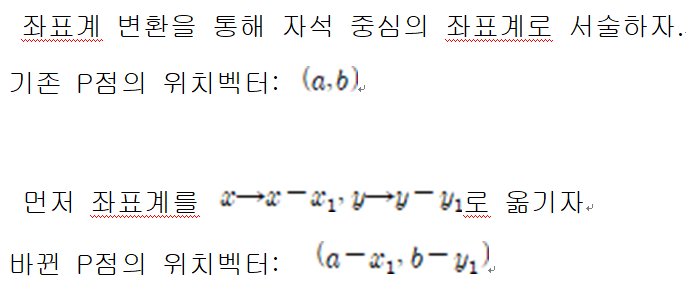 좌표계 변환을 통해 자석 중심의 좌표계로 서술하자.
기존 P점의 위치벡터: (a,b)
먼저 좌표계를 x→x-x₁, y→y-y₁로 옮기자
바뀐 P점의 위치벡터: (a-x₁, b-y₁)